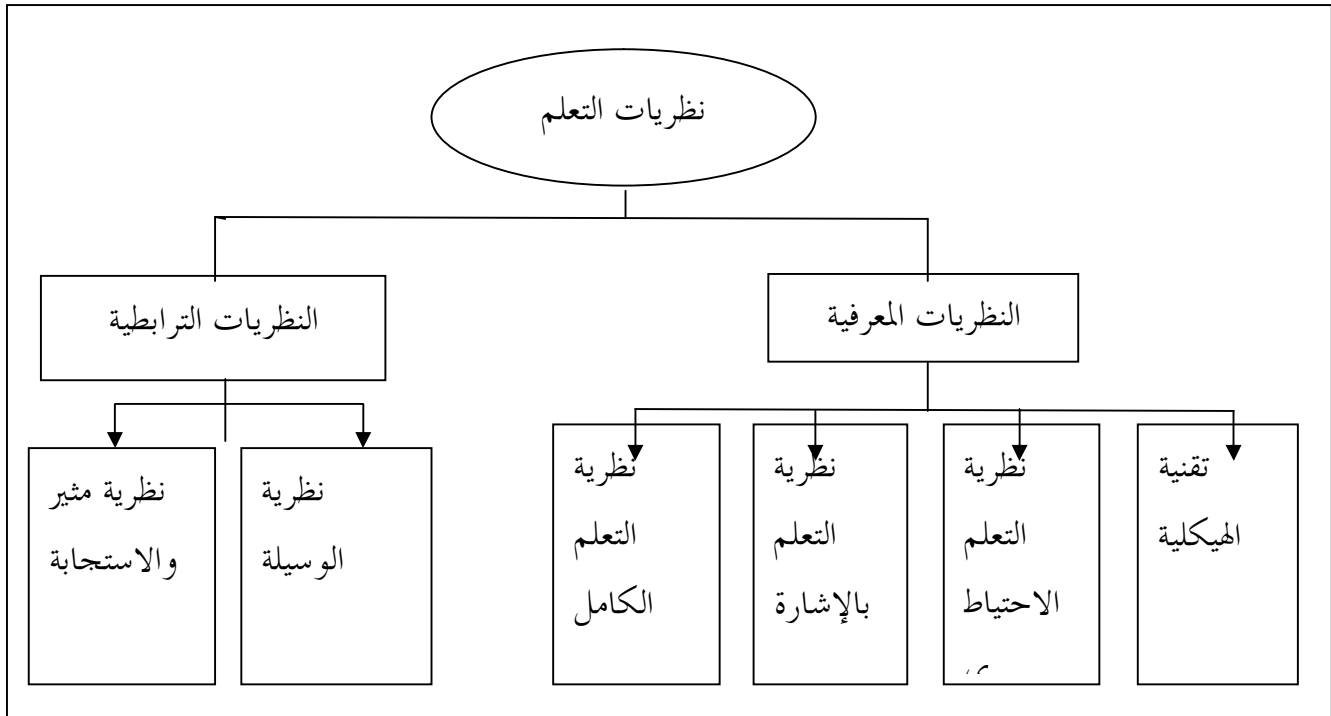 نظريات التعلم
النظريات المعرفية
النظريات الترابطية
تقنية
الهيكلية
نظرية
التعلم
الاحتياط
ي
نظرية
التعلم
بالإشارة
نظرية
التعلم
الكامل
نظرية
الوسيلة
نظرية مثير
والاستجابة